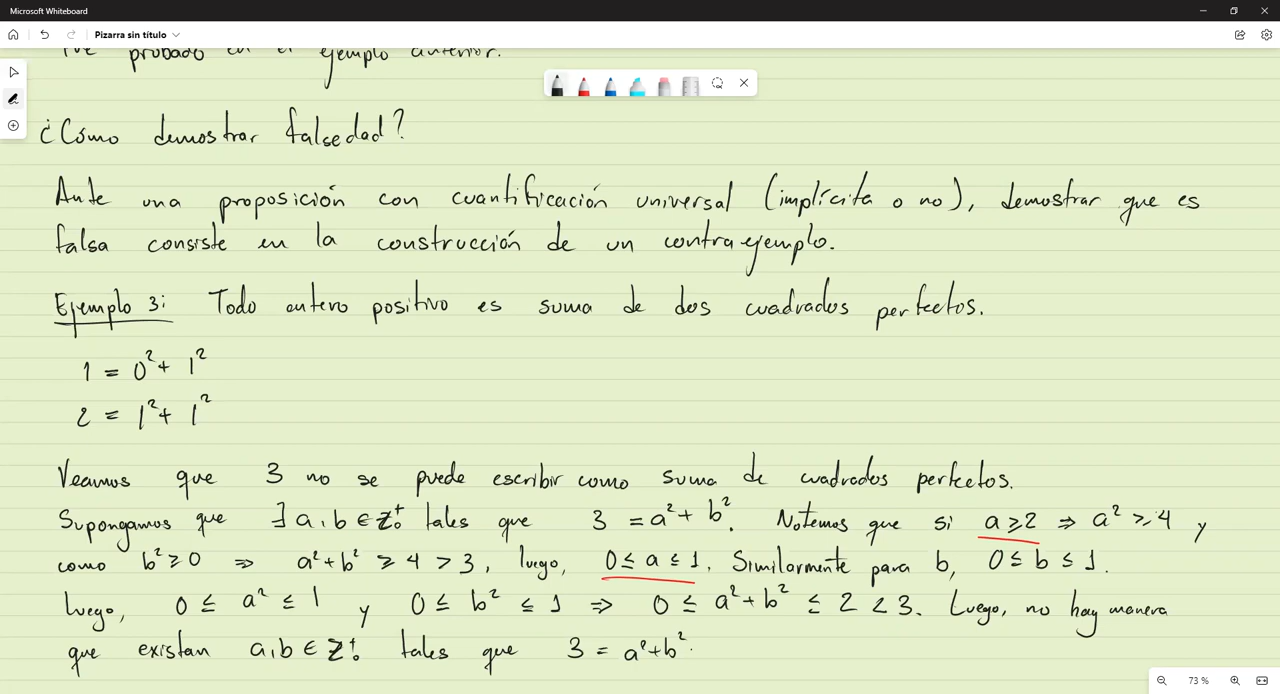 Microsoft Whiteboard
Pizarra sin título
probado en el ejemplo anterior.
¿Cómo demostrar falsedad?
Ante una proposición con cuantificación universal (implícita o no), demostrar que es
falsa consiste en la construcción de un contraejemplo.
Ejemplo 3: Todo entero positivo es suma de dos cuadrados perfectos.
1 = 0² + 1²
2 = 1² + 1²
Veamos que 3 no se puede escribir como suma de cuadrados perfectos.
Supongamos que ∃ a, b ∈ ℤ₀⁺ tales que 3 = a² + b². Notemos que si a ≥ 2 ⇒ a² ≥ 4 y
como b² ≥ 0 ⇒ a² + b² ≥ 4 > 3, luego, 0 ≤ a ≤ 1. Similarmente para b, 0 ≤ b ≤ 1.
Luego, 0 ≤ a² ≤ 1 y 0 ≤ b² ≤ 1 ⇒ 0 ≤ a² + b² ≤ 2 < 3. Luego, no hay manera
que existan a, b ∈ ℤ₀⁺ tales que 3 = a² + b².
73 %